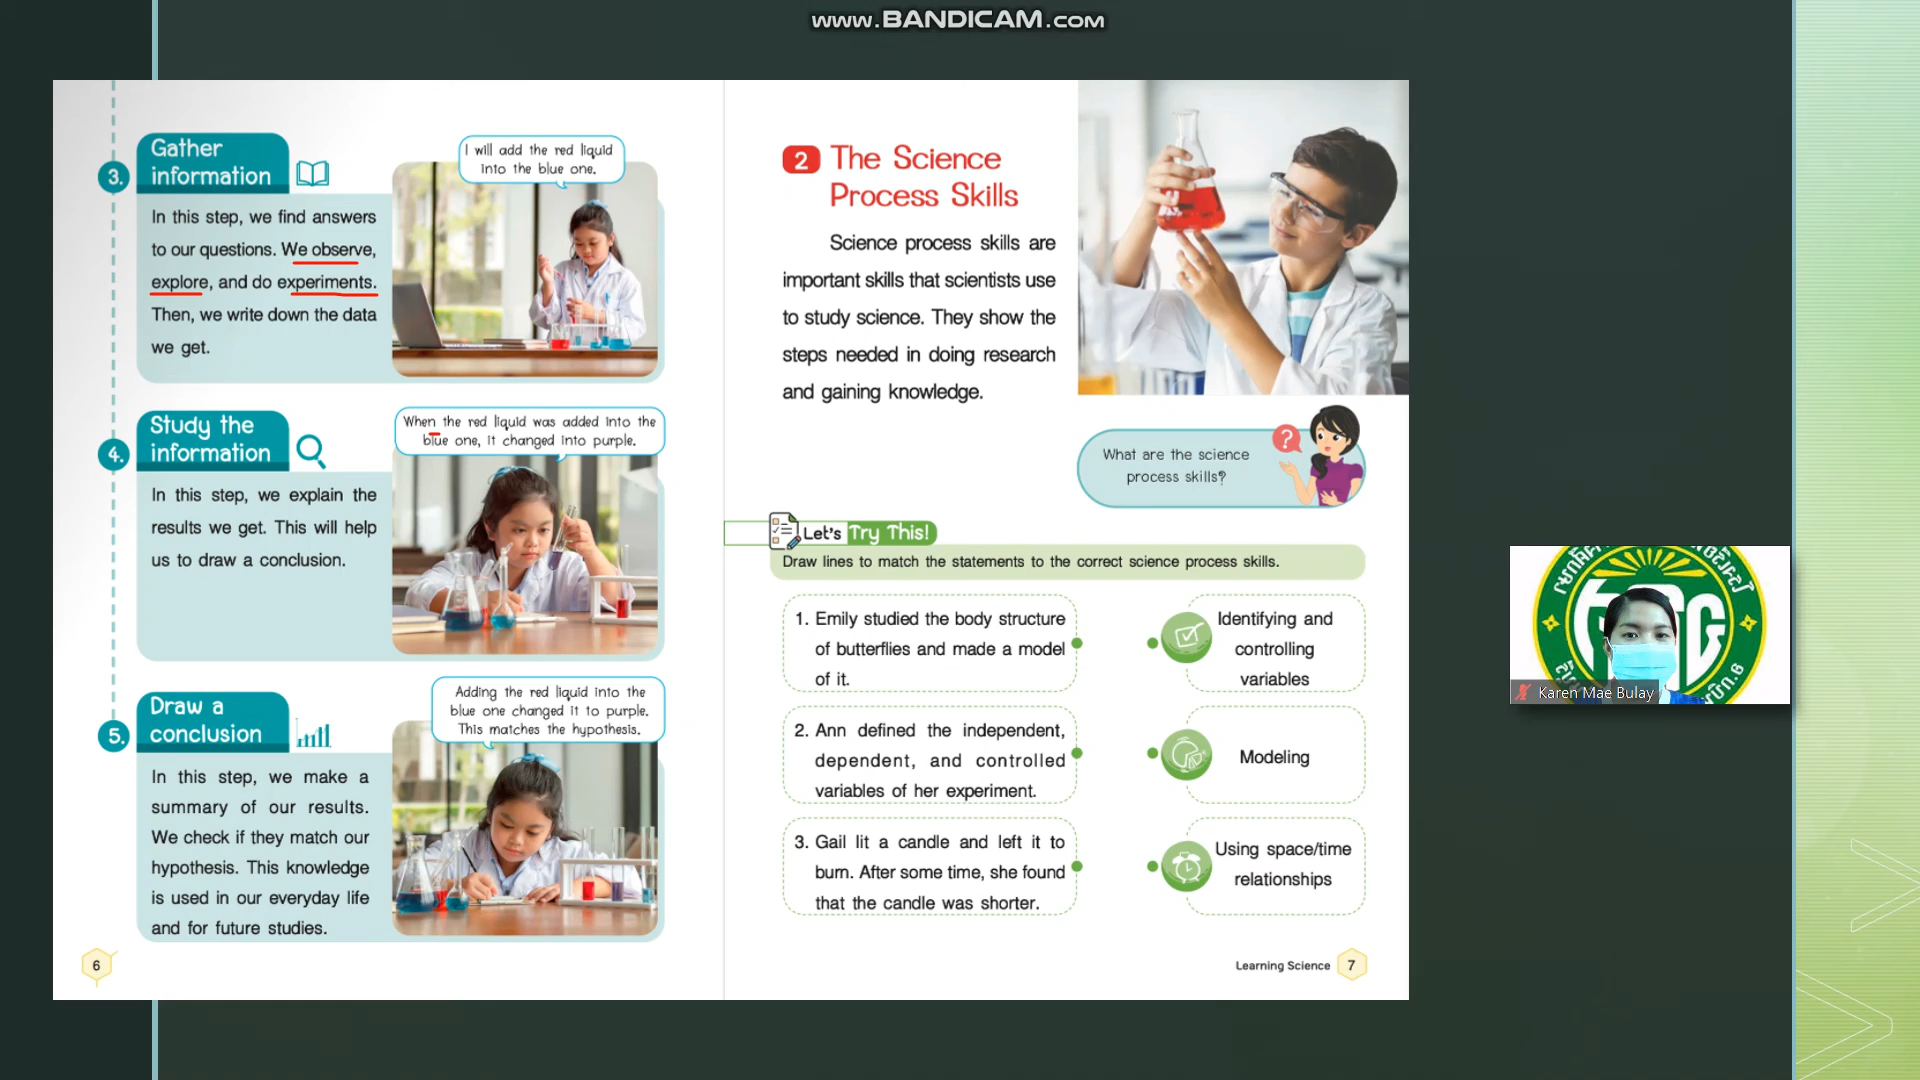 www.BANDICAM.com
3.
Gather
information
In this step, we find answers
to our questions. We observe,
explore, and do experiments.
Then, we write down the data
we get.
I will add the red liquid
into the blue one.
4.
Study the
information
In this step, we explain the
results we get. This will help
us to draw a conclusion.
When the red liquid was added into the
blue one, it changed into purple.
5.
Draw a
conclusion
In this step, we make a
summary of our results.
We check if they match our
hypothesis. This knowledge
is used in our everyday life
and for future studies.
Adding the red liquid into the
blue one changed it to purple.
This matches the hypothesis.
6
2 The Science
Process Skills
Science process skills are
important skills that scientists use
to study science. They show the
steps needed in doing research
and gaining knowledge.
What are the science
process skills?
?
Let's Try This!
Draw lines to match the statements to the correct science process skills.
1. Emily studied the body structure
of butterflies and made a model
of it.
Identifying and
controlling
variables
2. Ann defined the independent,
dependent, and controlled
variables of her experiment.
Modeling
3. Gail lit a candle and left it to
burn. After some time, she found
that the candle was shorter.
Using space/time
relationships
Learning Science 7
Karen Mae Bulay